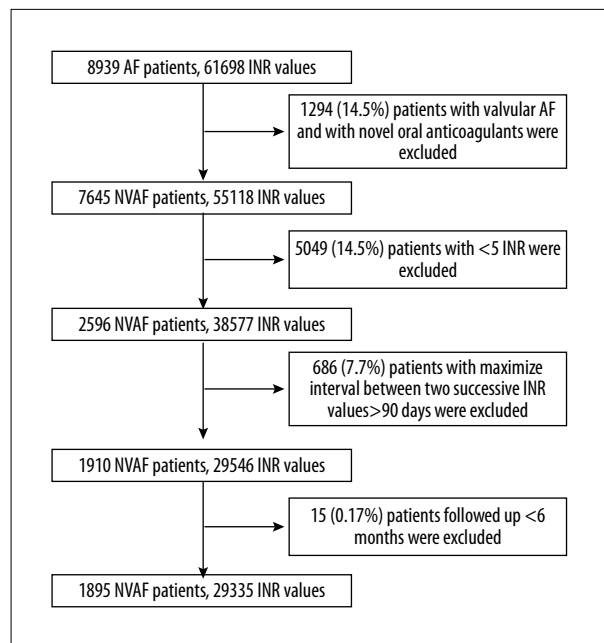 8939 AF patients, 61698 INR values
1294 (14.5%) patients with valvular AF
and with novel oral anticoagulants were
excluded
7645 NVAF patients, 55118 INR values
5049 (14.5%) patients with <5 INR were
excluded
2596 NVAF patients, 38577 INR values
686 (7.7%) patients with maximize
interval between two successive INR
values>90 days were excluded
1910 NVAF patients, 29546 INR values
15 (0.17%) patients followed up <6
months were excluded
1895 NVAF patients, 29335 INR values